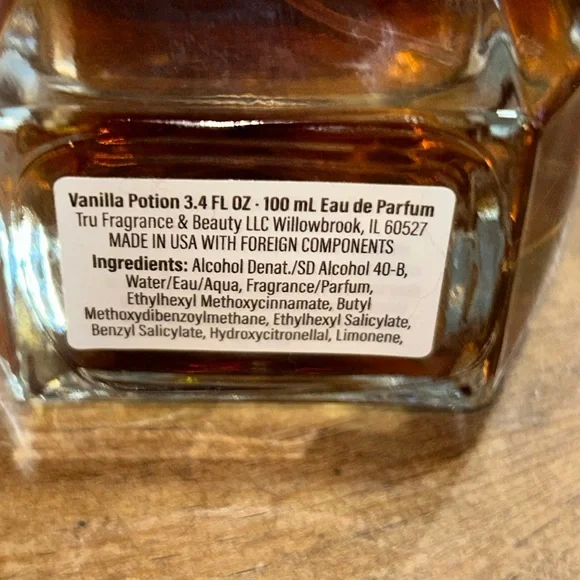 Vanilla Potion 3.4 FL OZ · 100 mL Eau de Parfum
Tru Fragrance & Beauty LLC Willowbrook, IL 60527
MADE IN USA WITH FOREIGN COMPONENTS
Ingredients: Alcohol Denat./SD Alcohol 40-B,
Water/Eau/Aqua, Fragrance/Parfum,
Ethylhexyl Methoxycinnamate, Butyl
Methoxydibenzoylmethane, Ethylhexyl Salicylate,
Benzyl Salicylate, Hydroxycitronellal, Limonene,